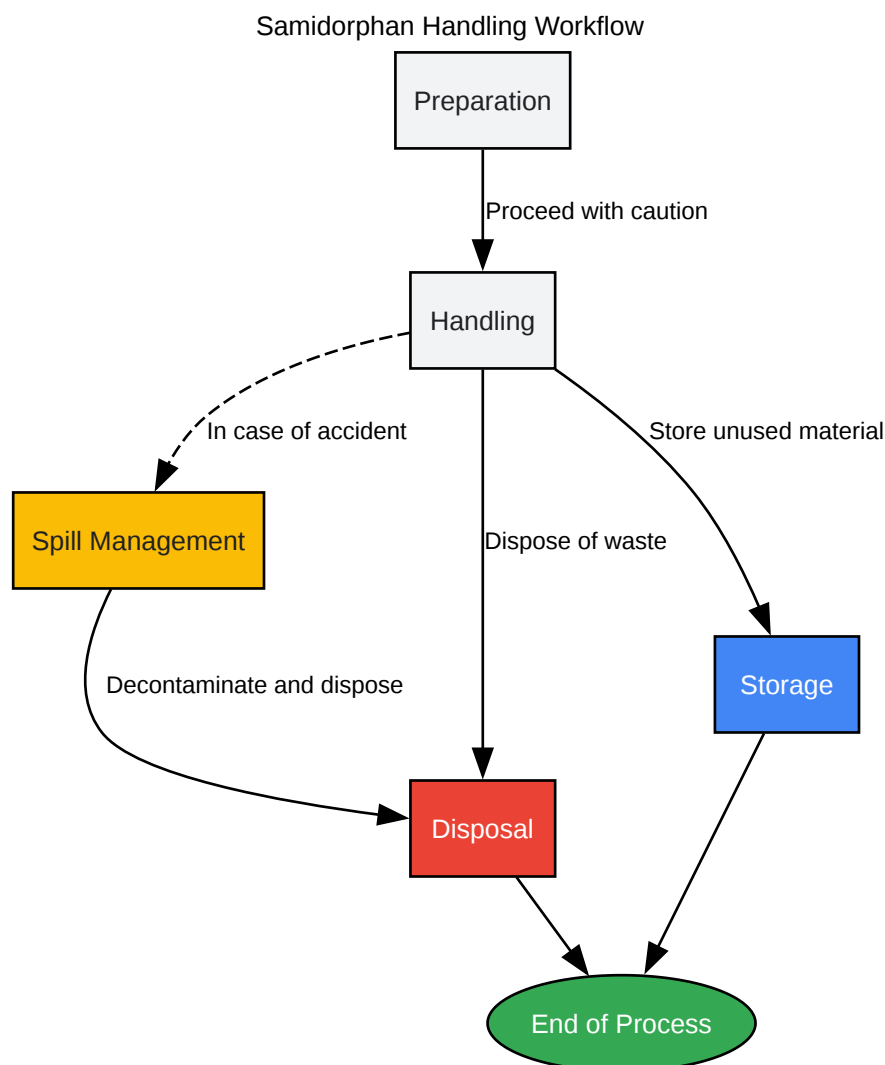 Samidorphan Handling Workflow
Preparation
Proceed with caution
Handling
In case of accident
Store unused material
Spill Management
Dispose of waste
Decontaminate and dispose
Storage
Disposal
End of Process